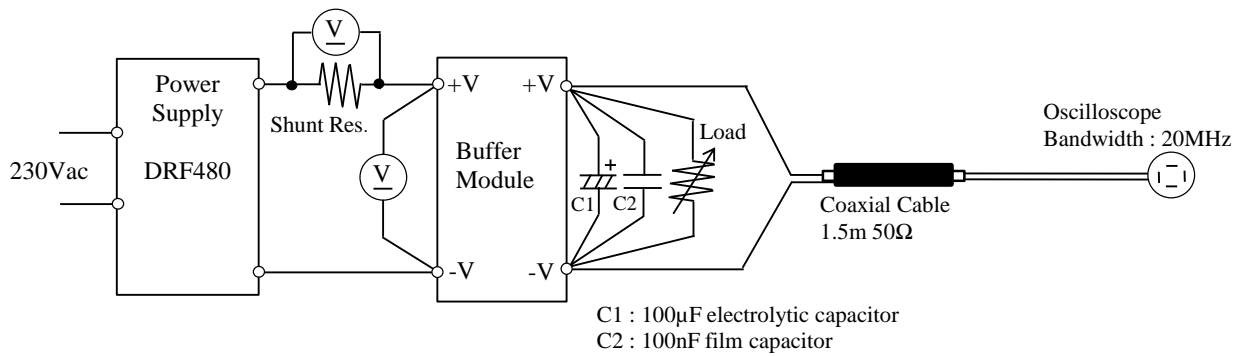 V
Power
Supply
DRF480
230Vac
Shunt Res.
V
+V
-V
Buffer
Module
+V
-V
+
C1
C2
Load
Coaxial Cable
1.5m 50Ω
Oscilloscope
Bandwidth : 20MHz
C1 : 100µF electrolytic capacitor
C2 : 100nF film capacitor